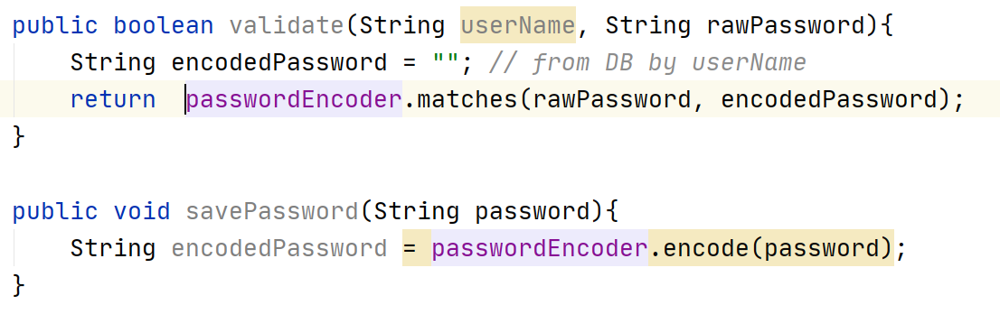 public boolean validate(String userName, String rawPassword){
    String encodedPassword = ""; // from DB by userName
    return  passwordEncoder.matches(rawPassword, encodedPassword);
}

public void savePassword(String password){
    String encodedPassword = passwordEncoder.encode(password);
}